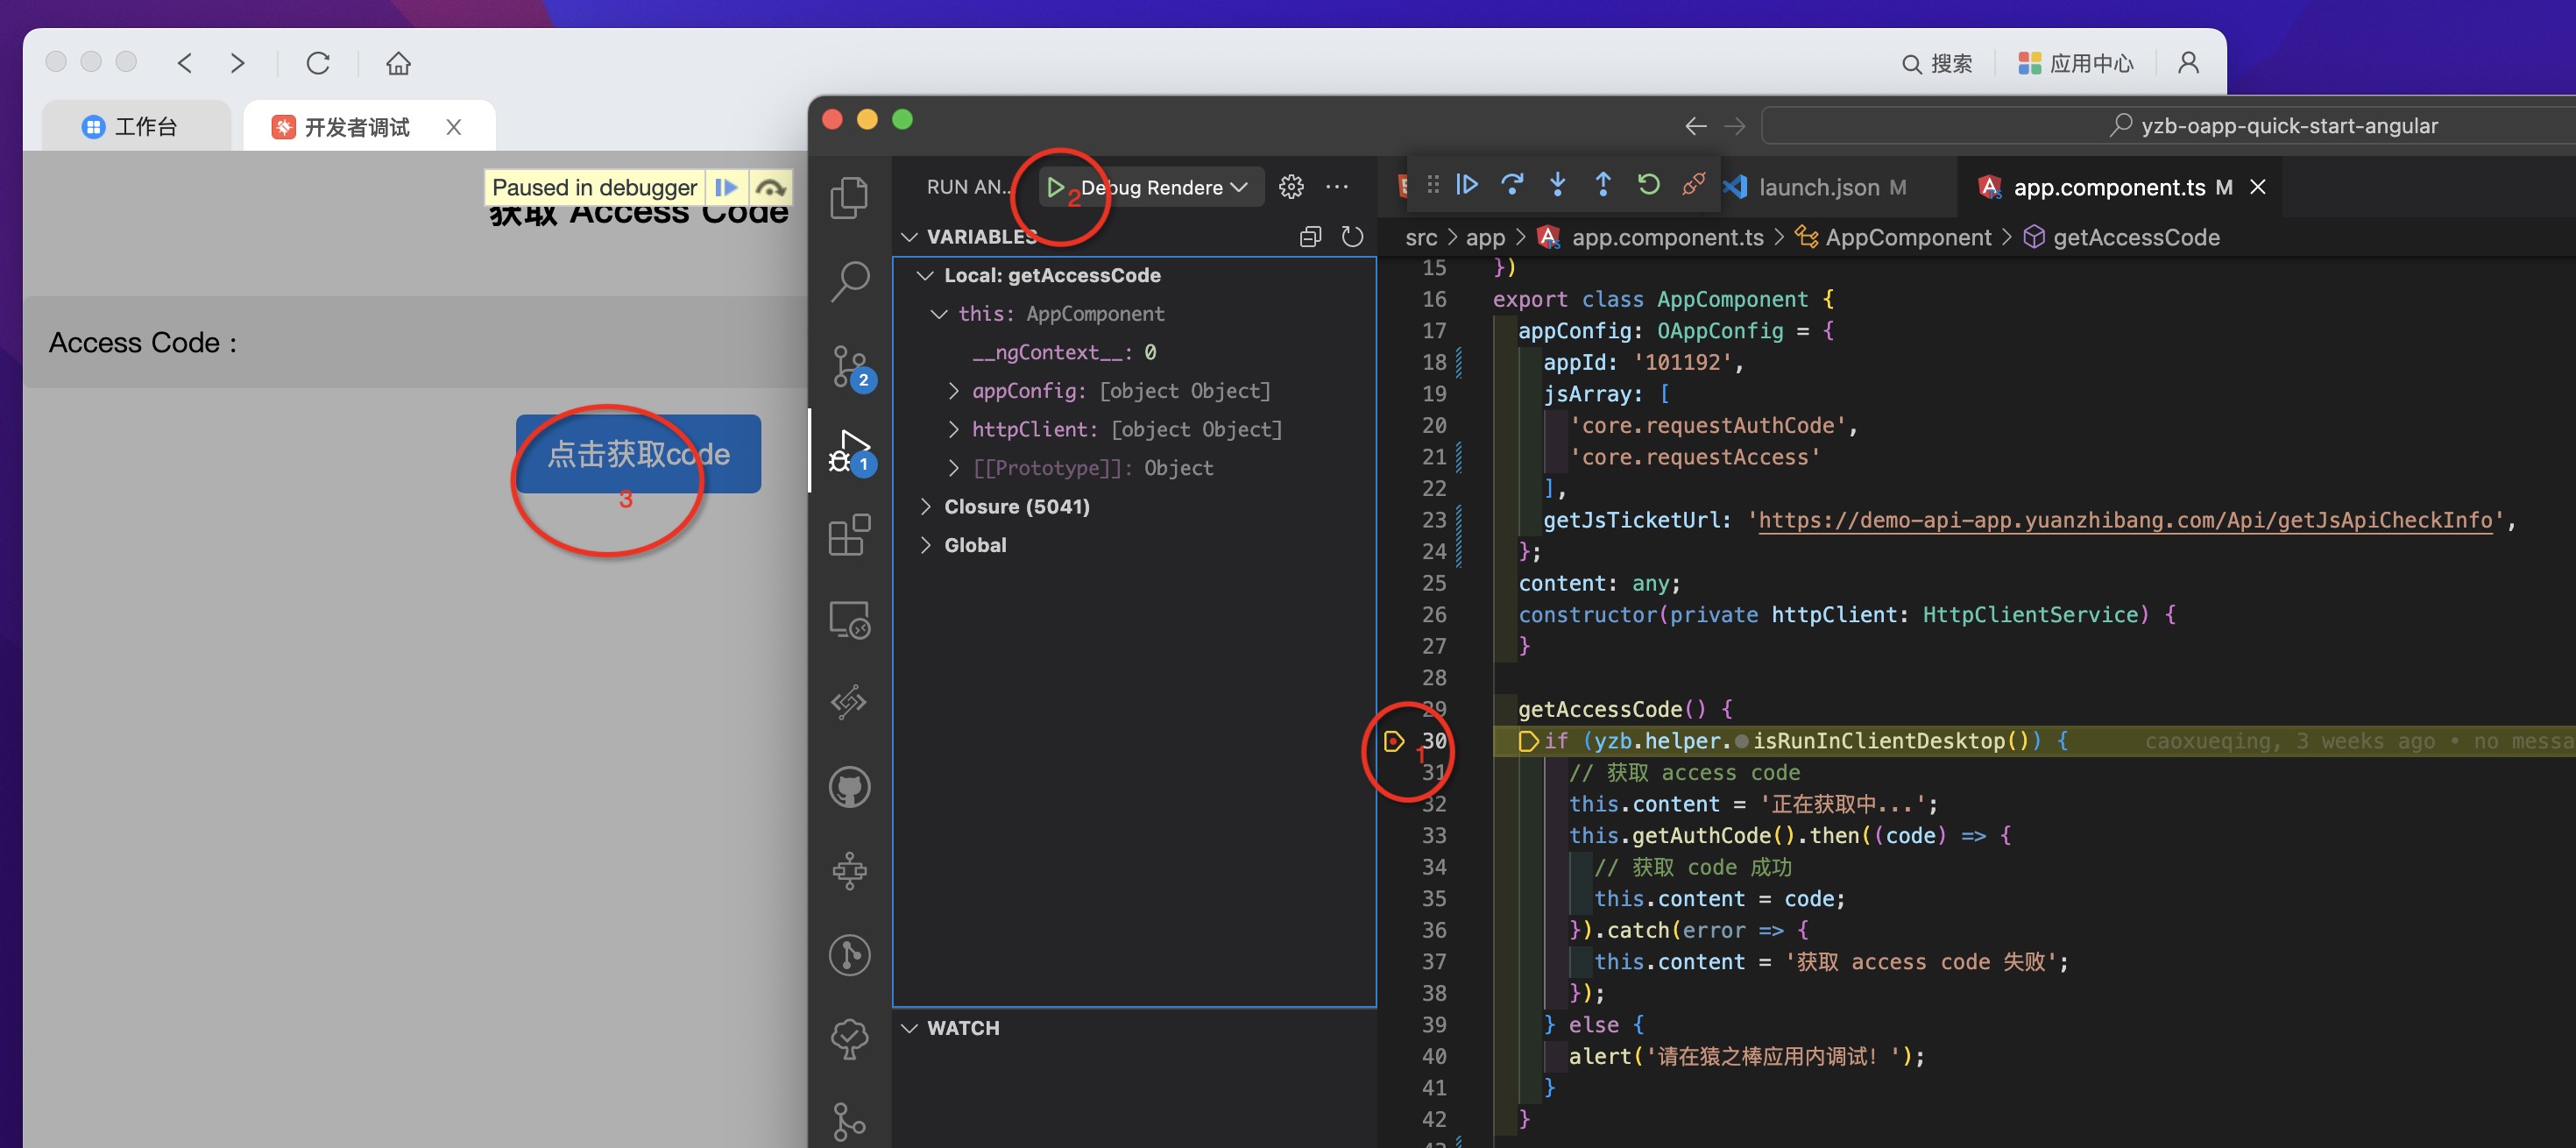 搜索
应用中心
工作台
开发者调试
Paused in debugger
获取 Access Code
Access Code :
点击获取code
3
yzb-oapp-quick-start-angular
RUN AN...
2
Debug Rendere
launch.json M
app.component.ts M
VARIABLES
src > app > app.component.ts > AppComponent > getAccessCode
Local: getAccessCode
this: AppComponent
__ngContext__: 0
appConfig: [object Object]
httpClient: [object Object]
[[Prototype]]: Object
Closure (5041)
Global
WATCH
2
1
15 })
16 export class AppComponent {
17 appConfig: OAppConfig = {
18 appId: '101192',
19 jsArray: [
20 'core.requestAuthCode',
21 'core.requestAccess'
22 ],
23 getJsTicketUrl: 'https://demo-api-app.yuanzhibang.com/Api/getJsApiCheckInfo',
24 };
25 content: any;
26 constructor(private httpClient: HttpClientService) {
27 }
28
29 getAccessCode() {
30 if (yzb.helper.isRunInClientDesktop()) { caoxueqing, 3 weeks ago • no messa
1
31 // 获取 access code
32 this.content = '正在获取中...';
33 this.getAuthCode().then((code) => {
34 // 获取 code 成功
35 this.content = code;
36 }).catch(error => {
37 this.content = '获取 access code 失败';
38 });
39 } else {
40 alert('请在猿之棒应用内调试！');
41 }
42 }